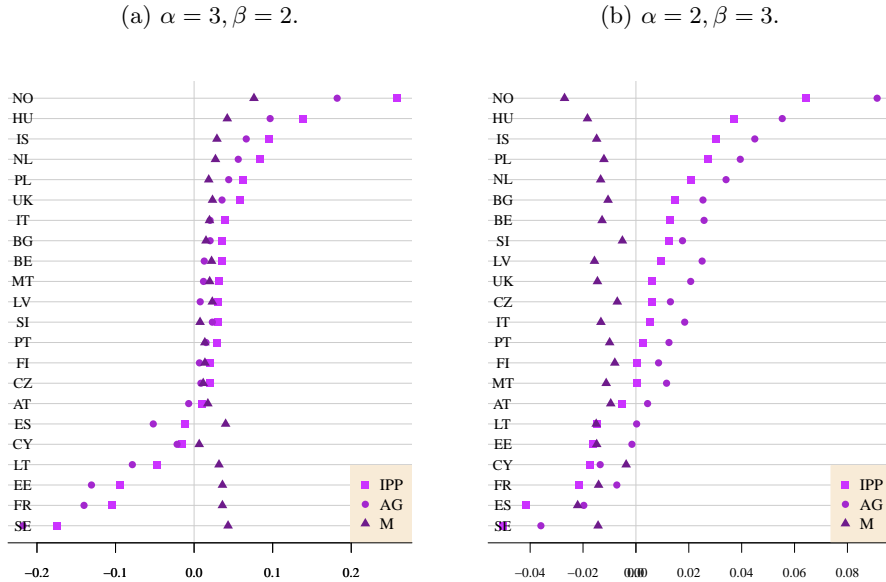 (a) α = 3, β = 2.
NO
HU
IS
NL
PL
UK
IT
BG
BE
MT
LV
SI
PT
FI
CZ
AT
ES
CY
LT
EE
FR
SE
IPP
AG
M
-0.2 -0.1 0.0 0.2
(b) α = 2, β = 3.
NO
HU
IS
PL
NL
BG
BE
SI
LV
UK
CZ
IT
PT
FI
MT
AT
LT
EE
CY
FR
ES
SE
IPP
AG
M
-0.04 -0.02 0.00 0.02 0.04 0.06 0.08